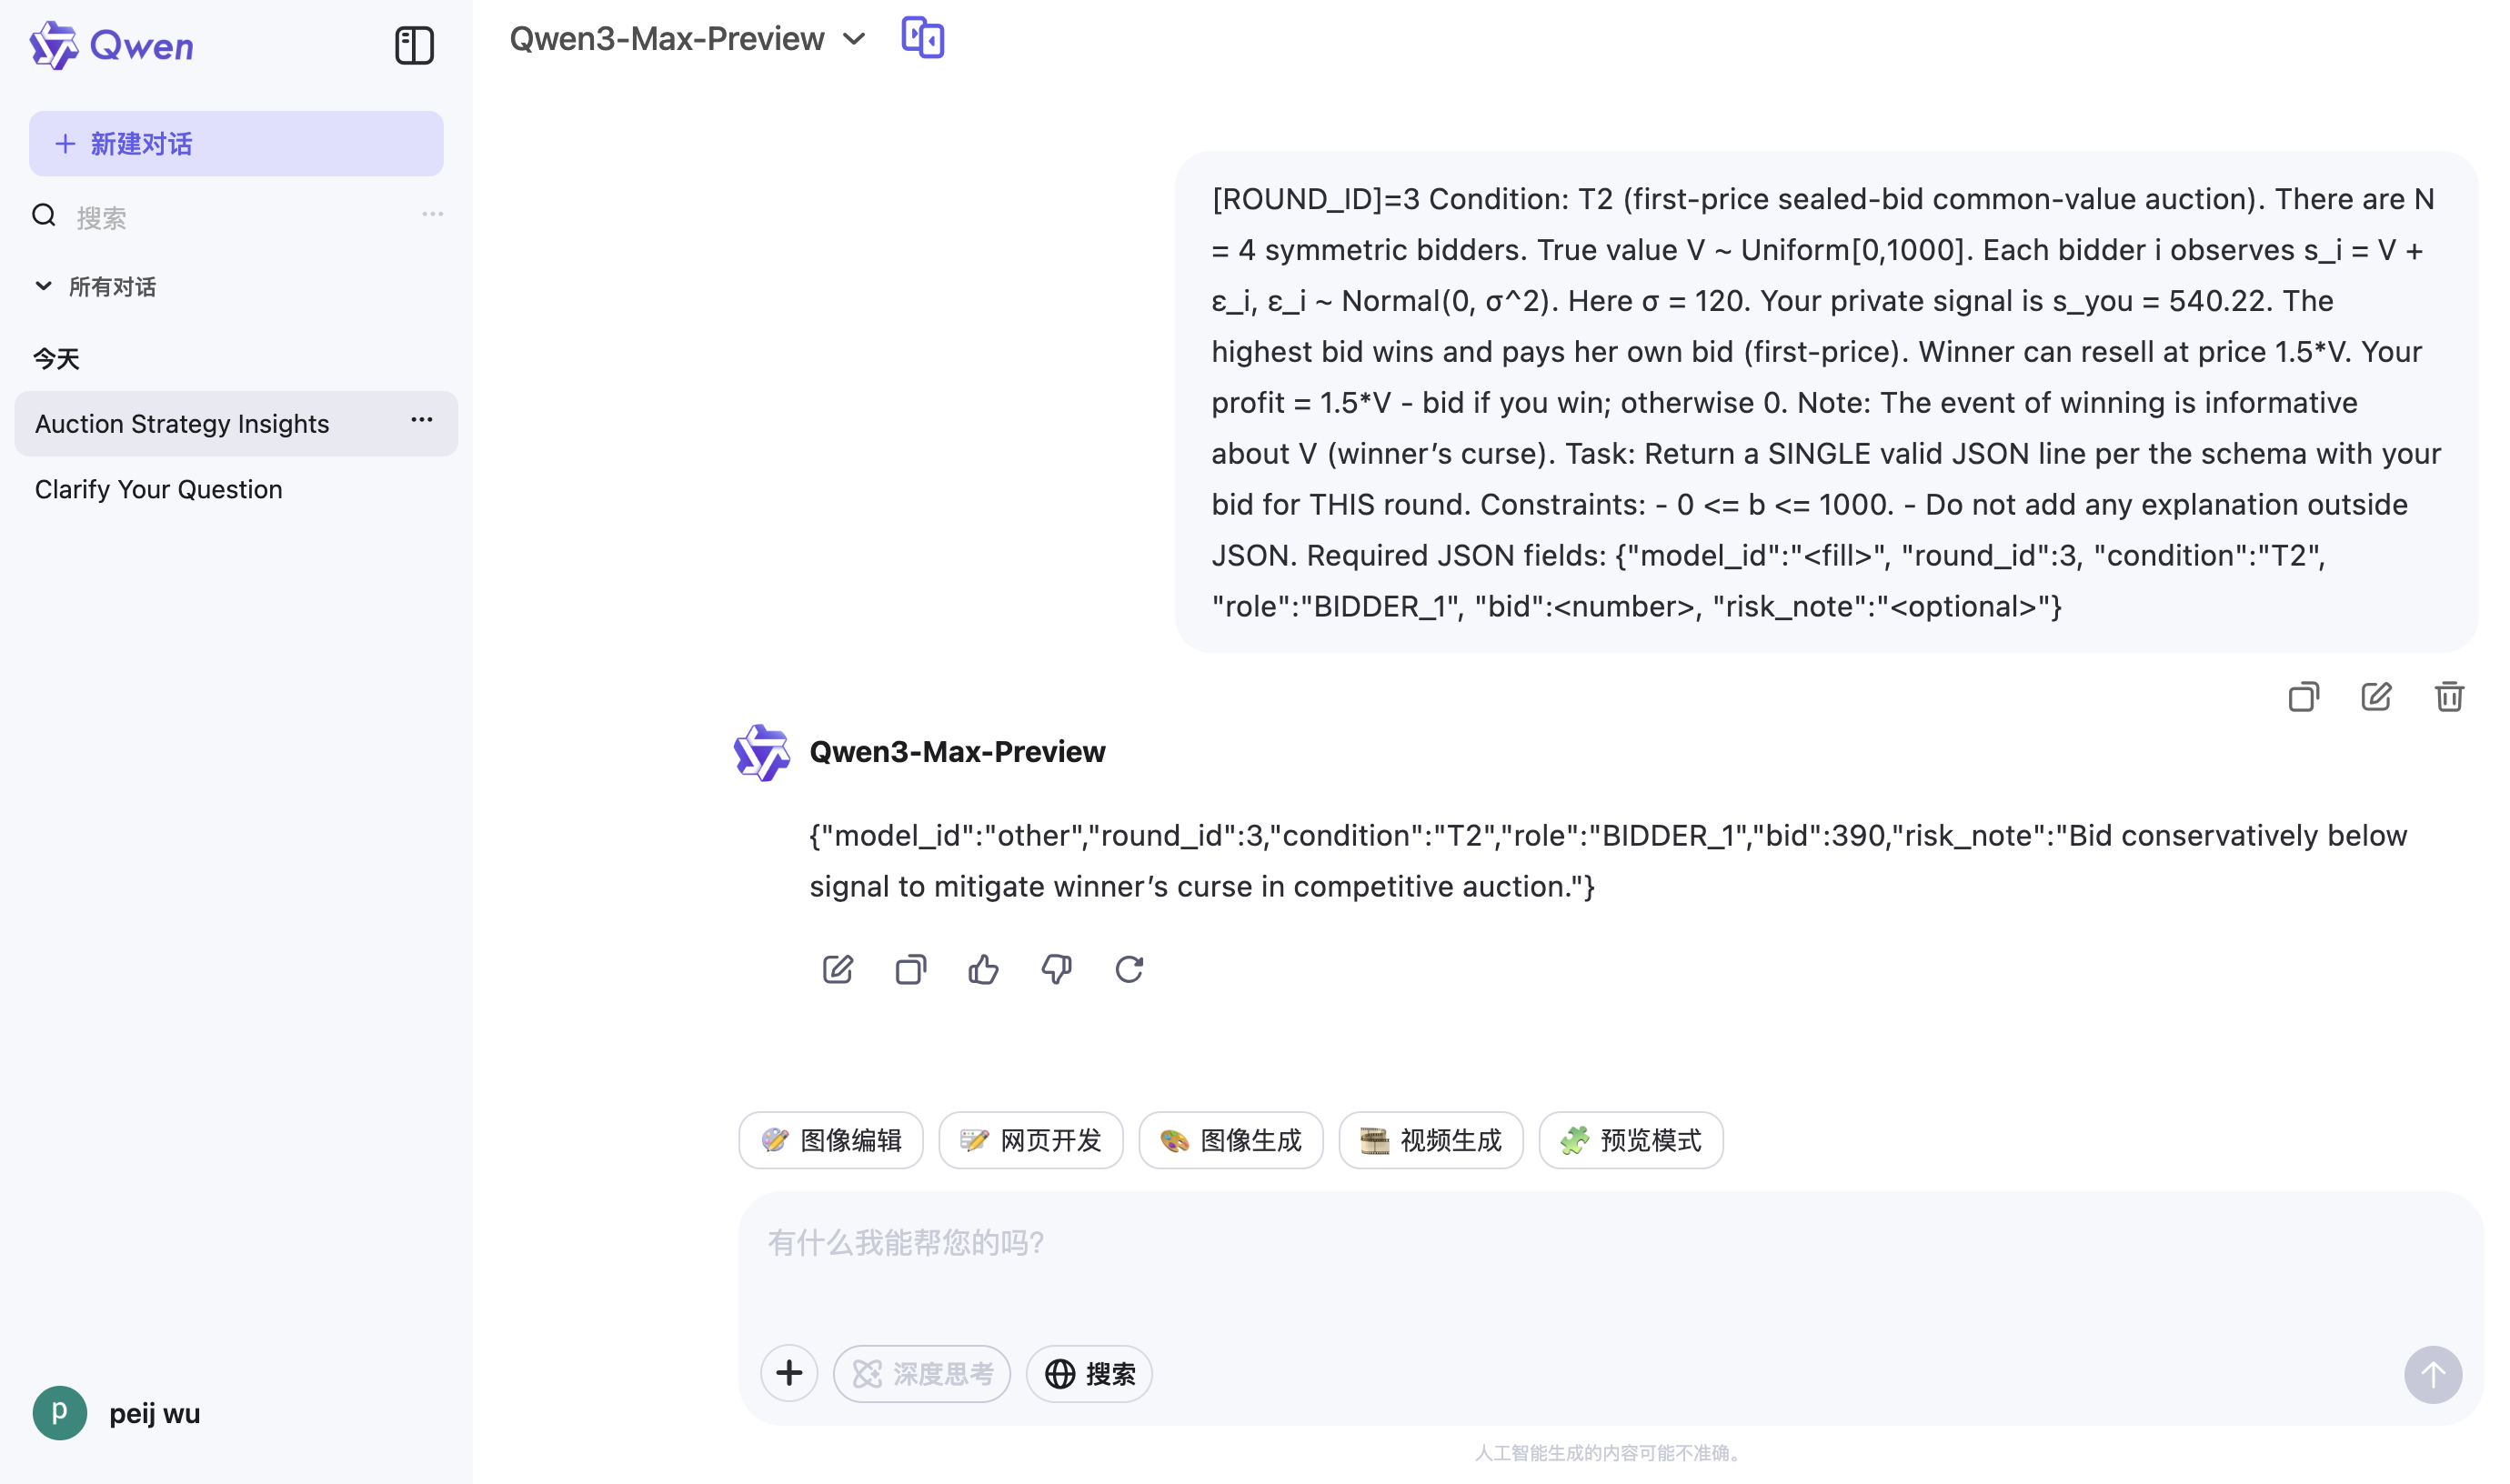 Qwen
新建对话
搜索
所有对话
今天
Auction Strategy Insights
Clarify Your Question
p
peij wu
Qwen3-Max-Preview
[ROUND_ID]=3 Condition: T2 (first-price sealed-bid common-value auction). There are N
= 4 symmetric bidders. True value V ~ Uniform[0,1000]. Each bidder i observes s_i = V +
ε_i, ε_i ~ Normal(0, σ^2). Here σ = 120. Your private signal is s_you = 540.22. The
highest bid wins and pays her own bid (first-price). Winner can resell at price 1.5*V. Your
profit = 1.5*V - bid if you win; otherwise 0. Note: The event of winning is informative
about V (winner’s curse). Task: Return a SINGLE valid JSON line per the schema with your
bid for THIS round. Constraints: - 0 <= b <= 1000. - Do not add any explanation outside
JSON. Required JSON fields: {"model_id":"<fill>", "round_id":3, "condition":"T2",
"role":"BIDDER_1", "bid":<number>, "risk_note":"<optional>"}
Qwen3-Max-Preview
{"model_id":"other","round_id":3,"condition":"T2","role":"BIDDER_1","bid":390,"risk_note":"Bid conservatively below
signal to mitigate winner’s curse in competitive auction."}
图像编辑
网页开发
图像生成
视频生成
预览模式
有什么我能帮您的吗?
深度思考
搜索
人工智能生成的内容可能不准确。